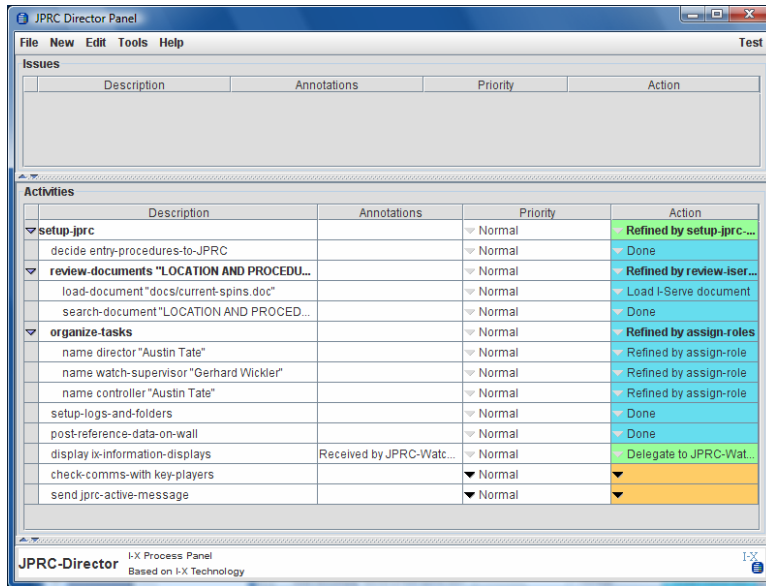 JPRC Director Panel
File New Edit Tools Help Test
Issues
Description Annotations Priority Action
Activities
Description Annotations Priority Action
setup-jprc Normal Refined by setup-jprc-...
decide entry-procedures-to-JPRC Normal Done
review-documents "LOCATION AND PROCEDU... Normal Refined by review-iser...
load-document "docs/current-spins.doc" Normal Load I-Serve document
search-document "LOCATION AND PROCED... Normal Done
organize-tasks Normal Refined by assign-roles
name director "Austin Tate" Normal Refined by assign-role
name watch-supervisor "Gerhard Wickler" Normal Refined by assign-role
name controller "Austin Tate" Normal Refined by assign-role
setup-logs-and-folders Normal Done
post-reference-data-on-wall Normal Done
display ix-information-displays Received by JPRC-Watc... Normal Delegate to JPRC-Wat...
check-comms-with key-players Normal
send jprc-active-message Normal
JPRC-Director I-X Process Panel I-X
Based on I-X Technology